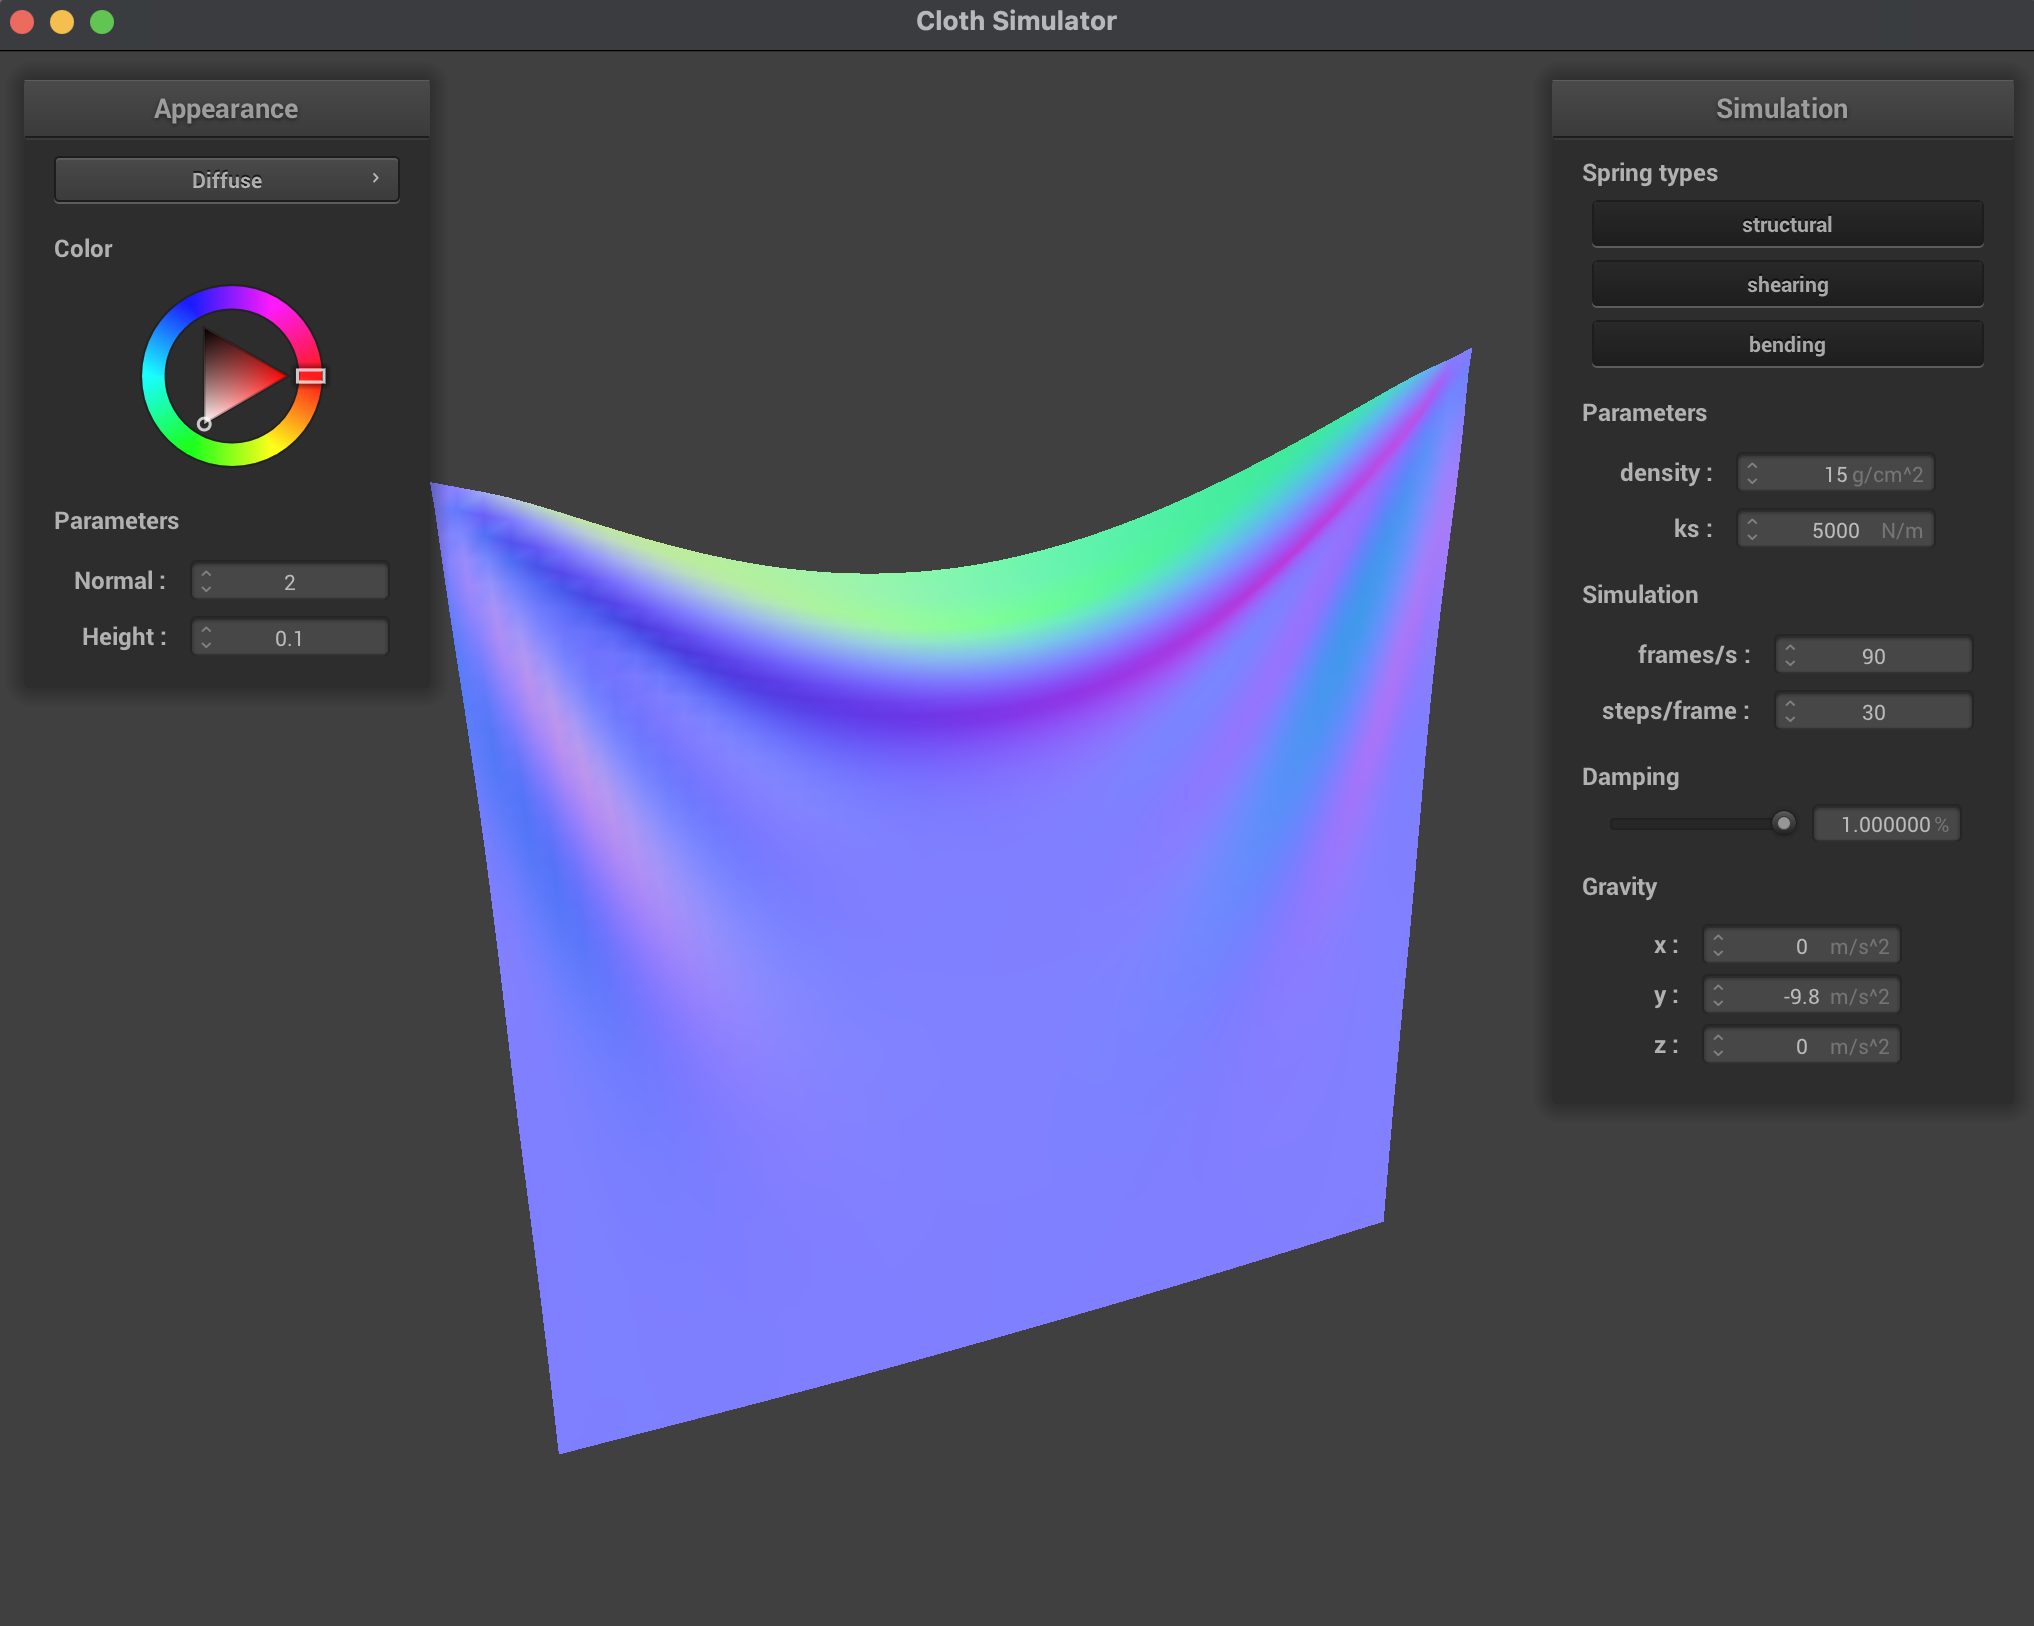 Cloth Simulator
Appearance
Diffuse
Color
Parameters
Normal : 2
Height : 0.1
Simulation
Spring types
structural
shearing
bending
Parameters
density : 15 g/cm^2
ks : 5000 N/m
Simulation
frames/s : 90
steps/frame : 30
Damping
1.000000 %
Gravity
x : 0 m/s^2
y : -9.8 m/s^2
z : 0 m/s^2